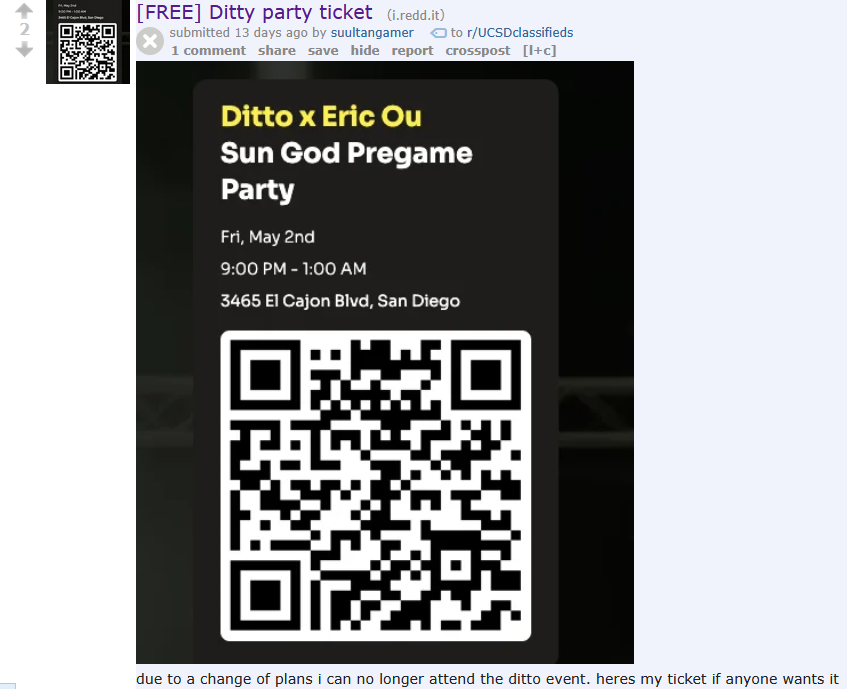 [FREE] Ditty party ticket (i.redd.it)
2
submitted 13 days ago by suultangamer to r/UCSDclassifieds
1 comment share save hide report crosspost [l+c]
Ditto x Eric Ou
Sun God Pregame
Party
Fri, May 2nd
9:00 PM - 1:00 AM
3465 El Cajon Blvd, San Diego
due to a change of plans i can no longer attend the ditto event. heres my ticket if anyone wants it